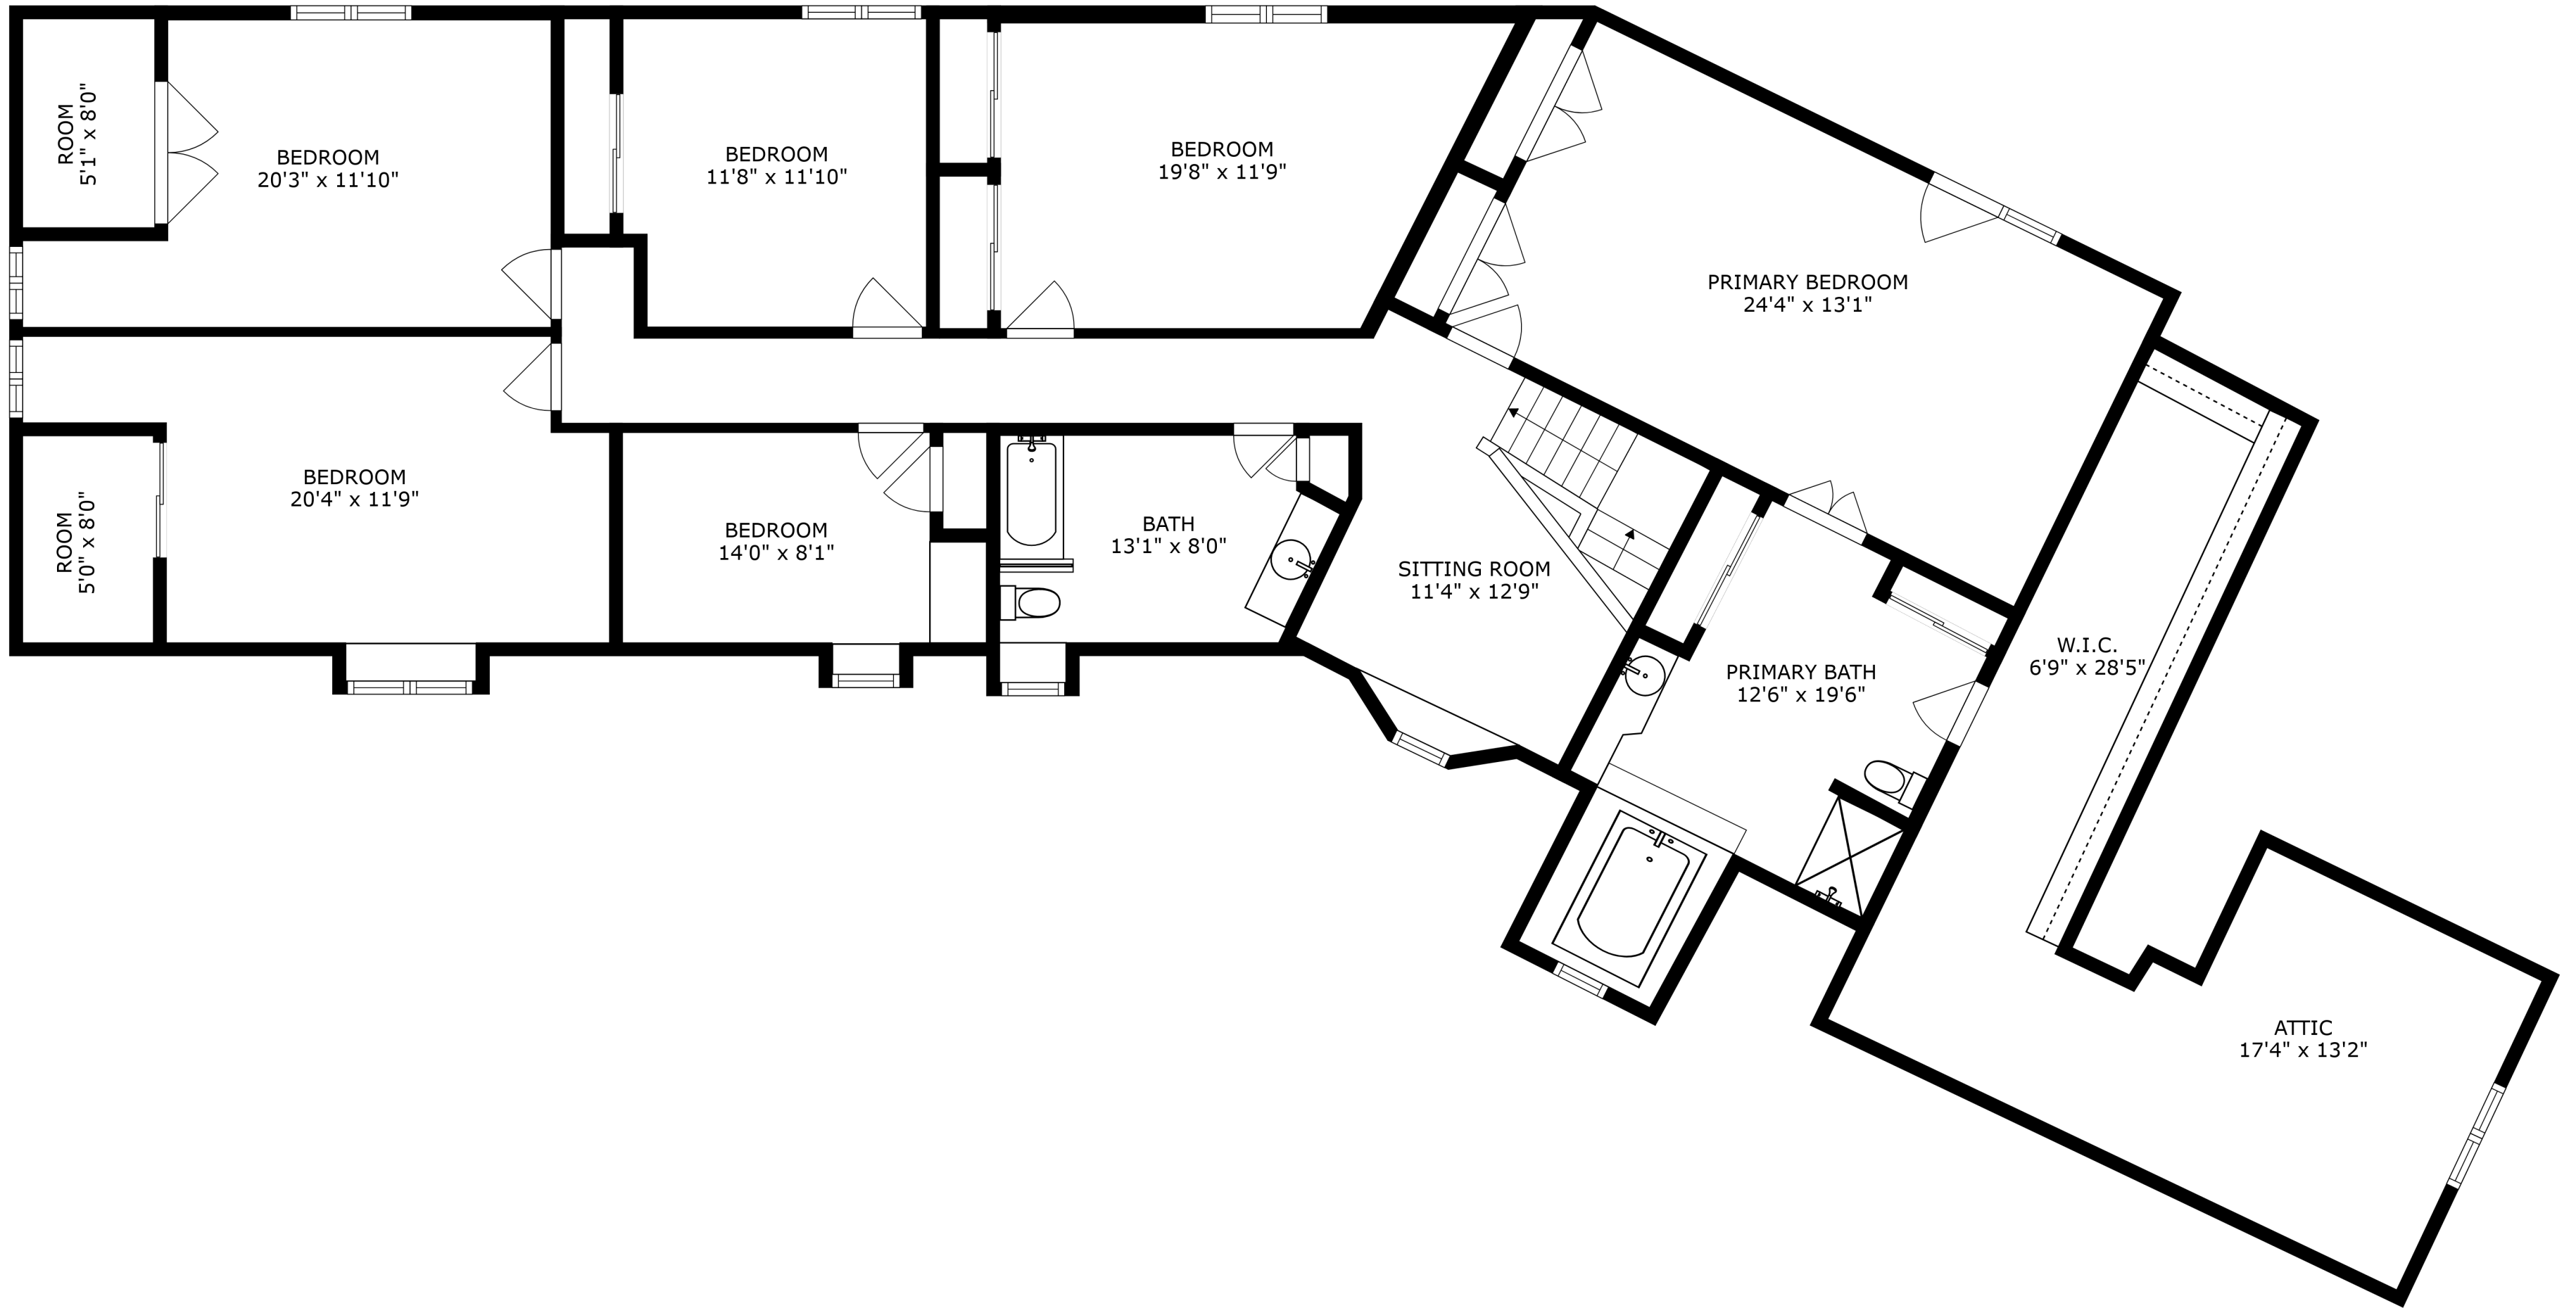 ROOM
5'1" x 8'0"
BEDROOM
20'3" x 11'10"
BEDROOM
11'8" x 11'10"
BEDROOM
19'8" x 11'9"
PRIMARY BEDROOM
24'4" x 13'1"
ROOM
5'0" x 8'0"
BEDROOM
20'4" x 11'9"
BEDROOM
14'0" x 8'1"
BATH
13'1" x 8'0"
SITTING ROOM
11'4" x 12'9"
PRIMARY BATH
12'6" x 19'6"
W.I.C.
6'9" x 28'5"
ATTIC
17'4" x 13'2"